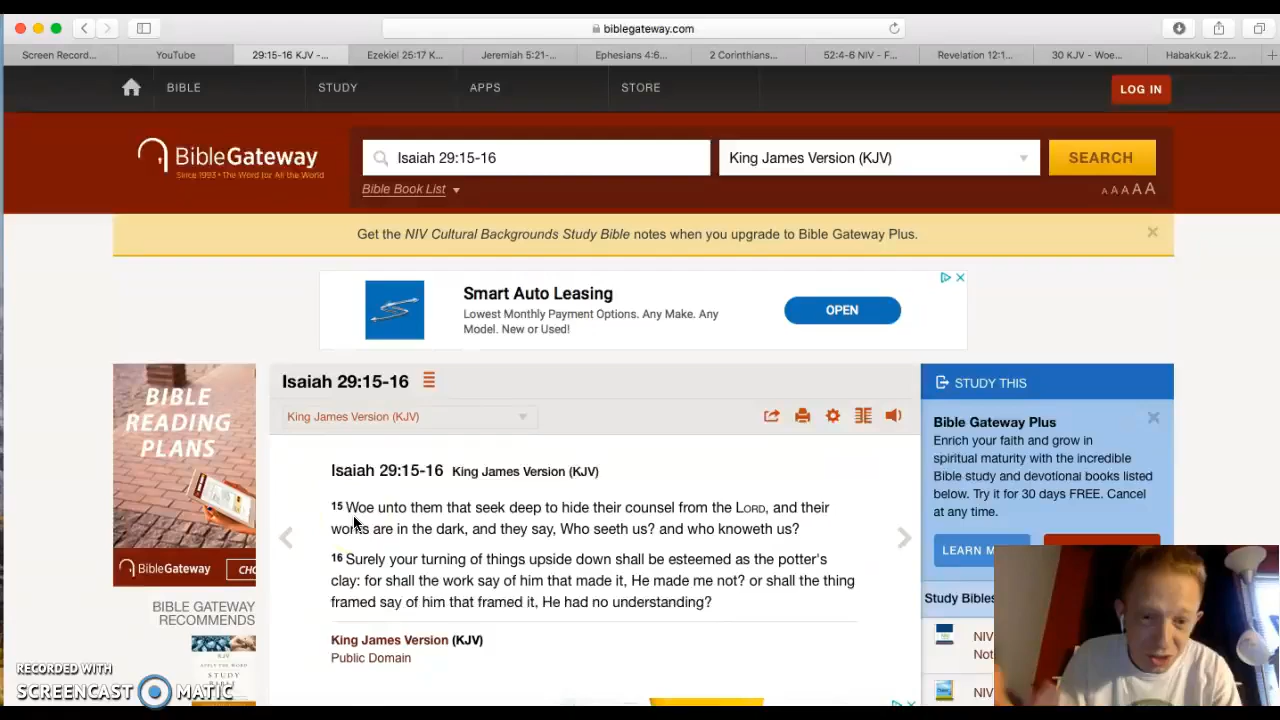 biblegateway.com
Screen Record...
YouTube
29:15-16 KJV -...
Ezekiel 25:17 K...
Jeremiah 5:21-...
Ephesians 4:6...
2 Corinthians...
52:4-6 NIV - F...
Revelation 12:1...
30 KJV - Woe...
Habakkuk 2:2...
BIBLE
STUDY
APPS
STORE
LOG IN
BibleGateway
Since 1993 • The Word for All the World
Isaiah 29:15-16
King James Version (KJV)
SEARCH
Bible Book List
A A A A A
Get the NIV Cultural Backgrounds Study Bible notes when you upgrade to Bible Gateway Plus.
Smart Auto Leasing
Lowest Monthly Payment Options. Any Make. Any
Model. New or Used!
OPEN
BIBLE
READING
PLANS
BibleGateway
CHO
BIBLE GATEWAY
RECOMMENDS
Isaiah 29:15-16
King James Version (KJV)
Isaiah 29:15-16 King James Version (KJV)
15 Woe unto them that seek deep to hide their counsel from the LORD, and their
works are in the dark, and they say, Who seeth us? and who knoweth us?
16 Surely your turning of things upside down shall be esteemed as the potter's
clay: for shall the work say of him that made it, He made me not? or shall the thing
framed say of him that framed it, He had no understanding?
King James Version (KJV)
Public Domain
STUDY THIS
Bible Gateway Plus
Enrich your faith and grow in
spiritual maturity with the incredible
Bible study and devotional books listed
below. Try it for 30 days FREE. Cancel
at any time.
LEARN M
Study Bibles
NIV
Not
NIV
RECORDED WITH
SCREENCAST MATIC